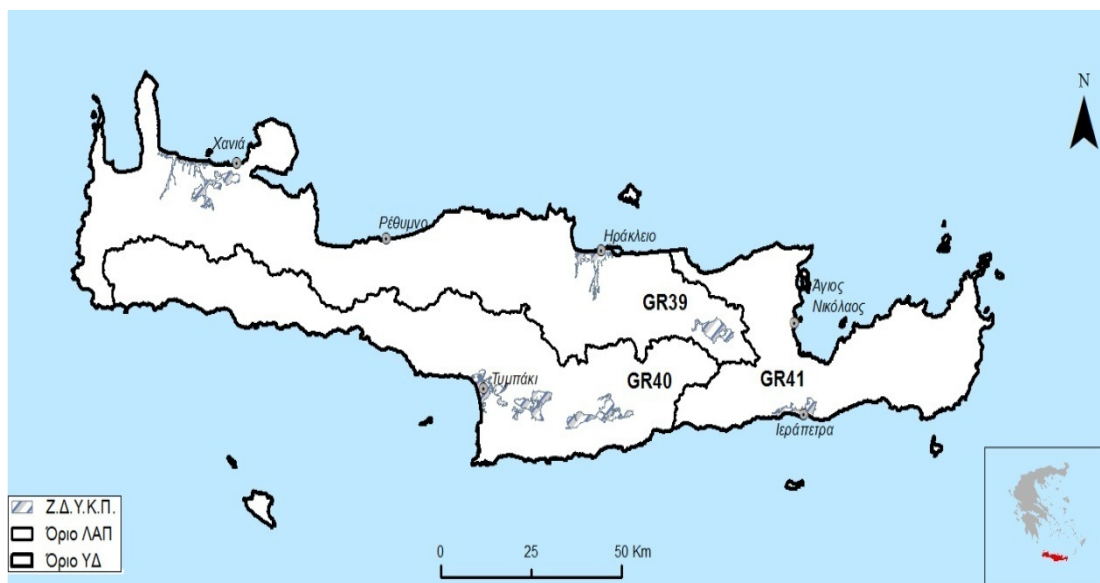 N
Χανιά
Ρέθυμνο
Ηράκλειο
Άγιος
Νικόλαος
GR39
Τυμπάκι
GR40
GR41
Ιεράπετρα
Ζ.Δ.Υ.Κ.Π.
Όριο ΛΑΠ
Όριο ΥΔ
0 25 50 Km